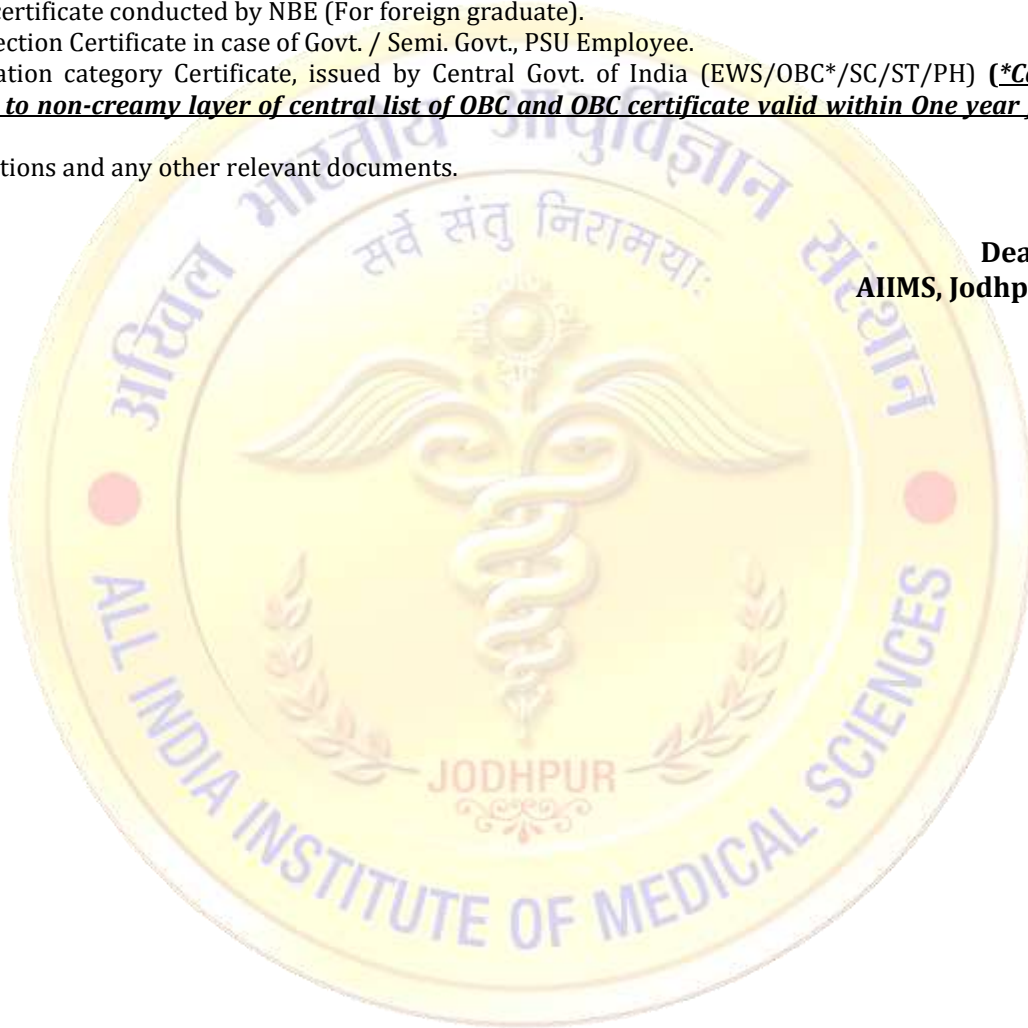 certificate conducted by NBE (For foreign graduate).
ection Certificate in case of Govt. / Semi. Govt., PSU Employee.
ation category Certificate, issued by Central Govt. of India (EWS/OBC*/SC/ST/PH) (*Ce
to non-creamy layer of central list of OBC and OBC certificate valid within One year f
tions and any other relevant documents.
Dea
AIIMS, Jodhp
अखिल भारतीय आयुर्विज्ञान संस्थान
सर्वे संतु निरामयाः
JODHPUR
ALL INDIA INSTITUTE OF MEDICAL SCIENCES